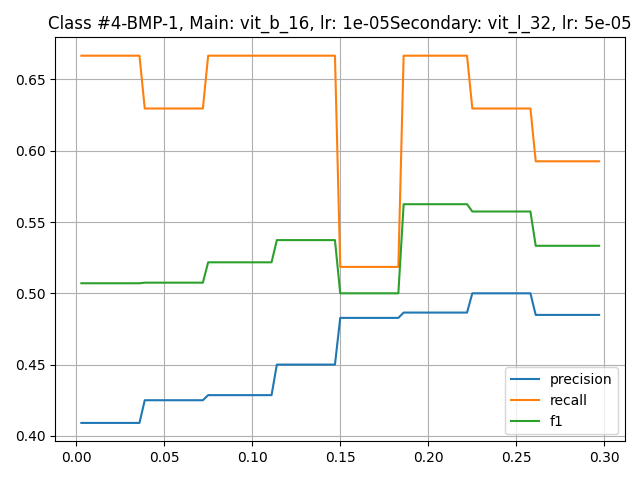 Class #4-BMP-1, Main: vit_b_16, lr: 1e-05Secondary: vit_l_32, lr: 5e-05
0.65
0.60
0.55
0.50
0.45
0.40
precision
recall
f1
0.00 0.05 0.10 0.15 0.20 0.25 0.30